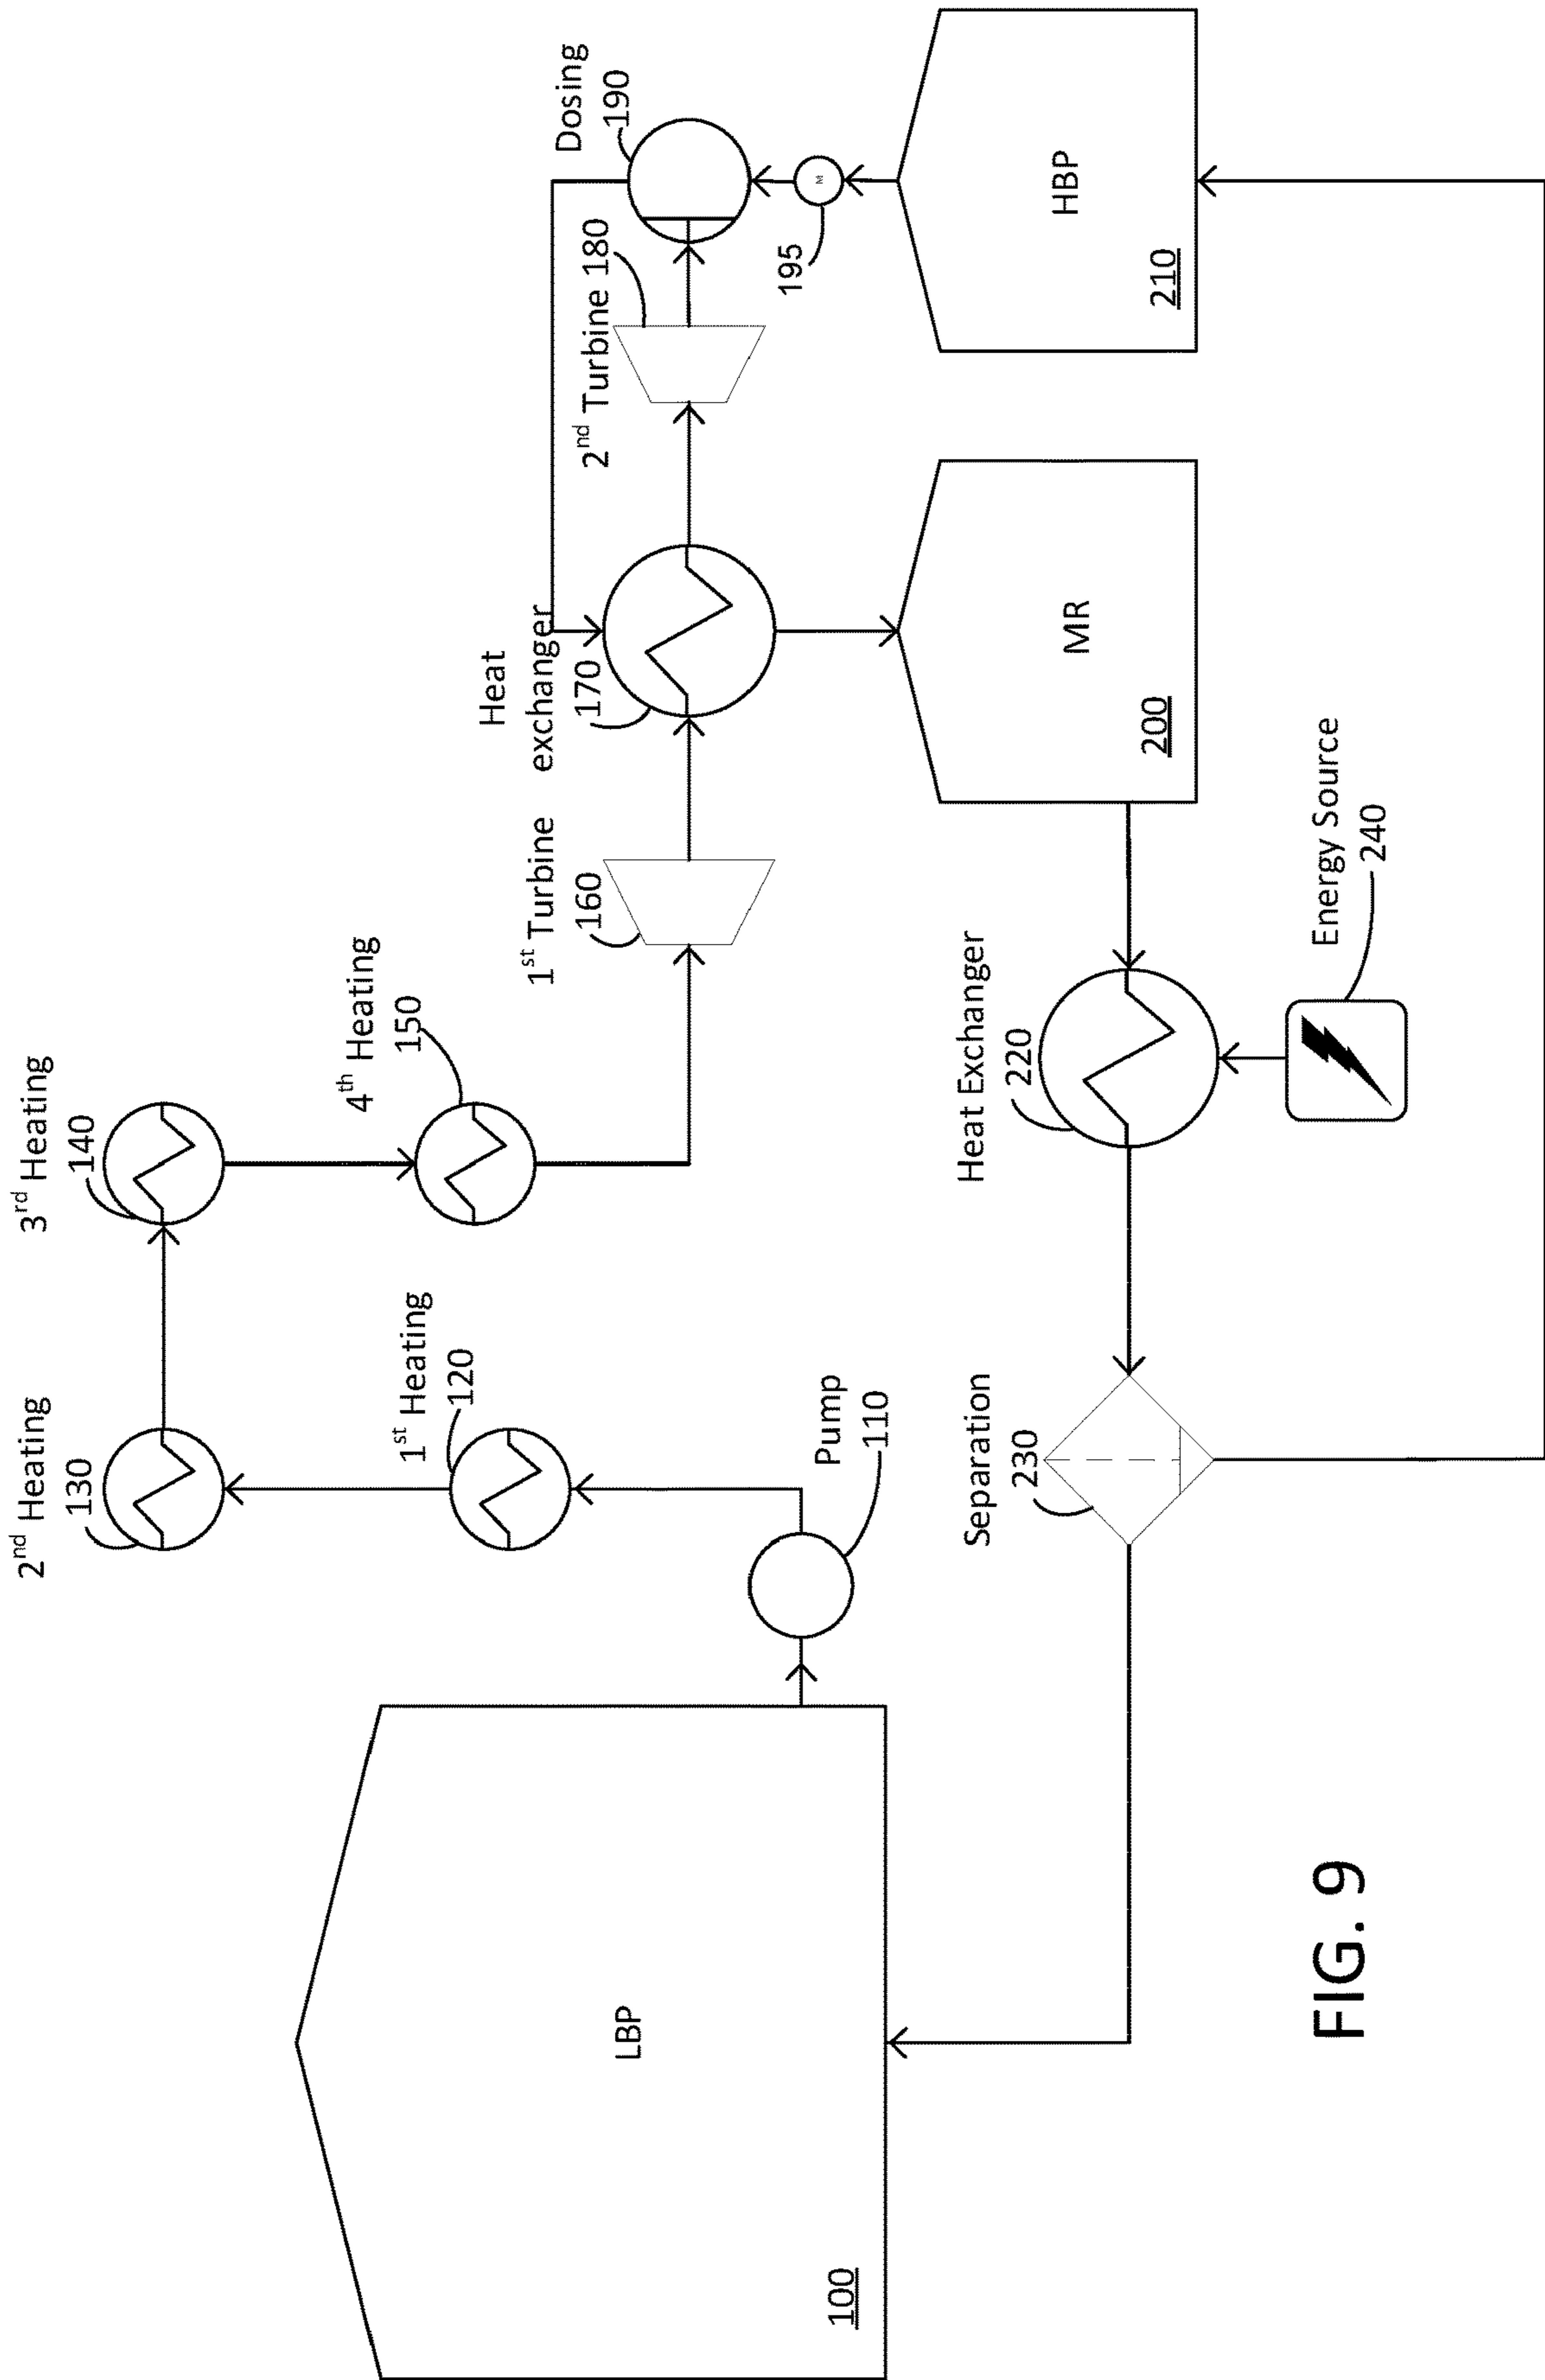 2nd Heating
130
3rd Heating
140
1st Heating
120
4th Heating
150
Pump
110
LBP
100
1st Turbine
160
Heat
exchanger
170
2nd Turbine 180
Dosing
190
195
M
HBP
210
MR
200
Separation
230
Heat Exchanger
220
Energy Source
240
FIG. 9